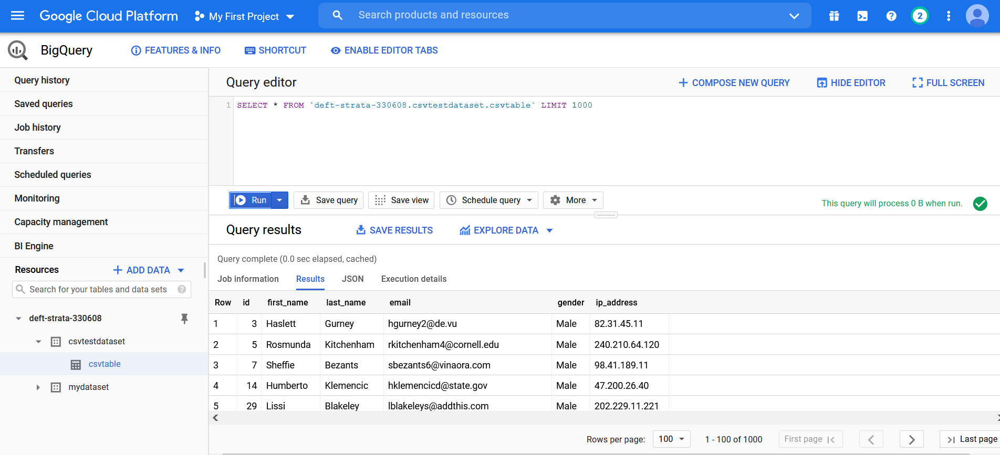 Google Cloud Platform My First Project Search products and resources 2
BigQuery FEATURES & INFO SHORTCUT ENABLE EDITOR TABS
Query history
Saved queries
Job history
Transfers
Scheduled queries
Monitoring
Capacity management
BI Engine
Resources ADD DATA
Search for your tables and data sets ?
deft-strata-330608
csvtestdataset
csvtable
mydataset
Query editor COMPOSE NEW QUERY HIDE EDITOR FULL SCREEN
1 SELECT * FROM `deft-strata-330608.csvtestdataset.csvtable` LIMIT 1000
Run Save query Save view Schedule query More This query will process 0 B when run.
Query results SAVE RESULTS EXPLORE DATA
Query complete (0.0 sec elapsed, cached)
Job information Results JSON Execution details
Row id first_name last_name email gender ip_address
1 3 Haslett Gurney hgurney2@de.vu Male 82.31.45.11
2 5 Rosmunda Kitchenham rkitchenham4@cornell.edu Male 240.210.64.120
3 7 Sheffie Bezants sbezants6@vinaora.com Male 98.41.189.11
4 14 Humberto Klemencic hklemencicd@state.gov Male 47.200.26.40
5 29 Lissi Blakeley lblakeleys@addthis.com Male 202.229.11.221
Rows per page: 100 1 - 100 of 1000 First page Last page